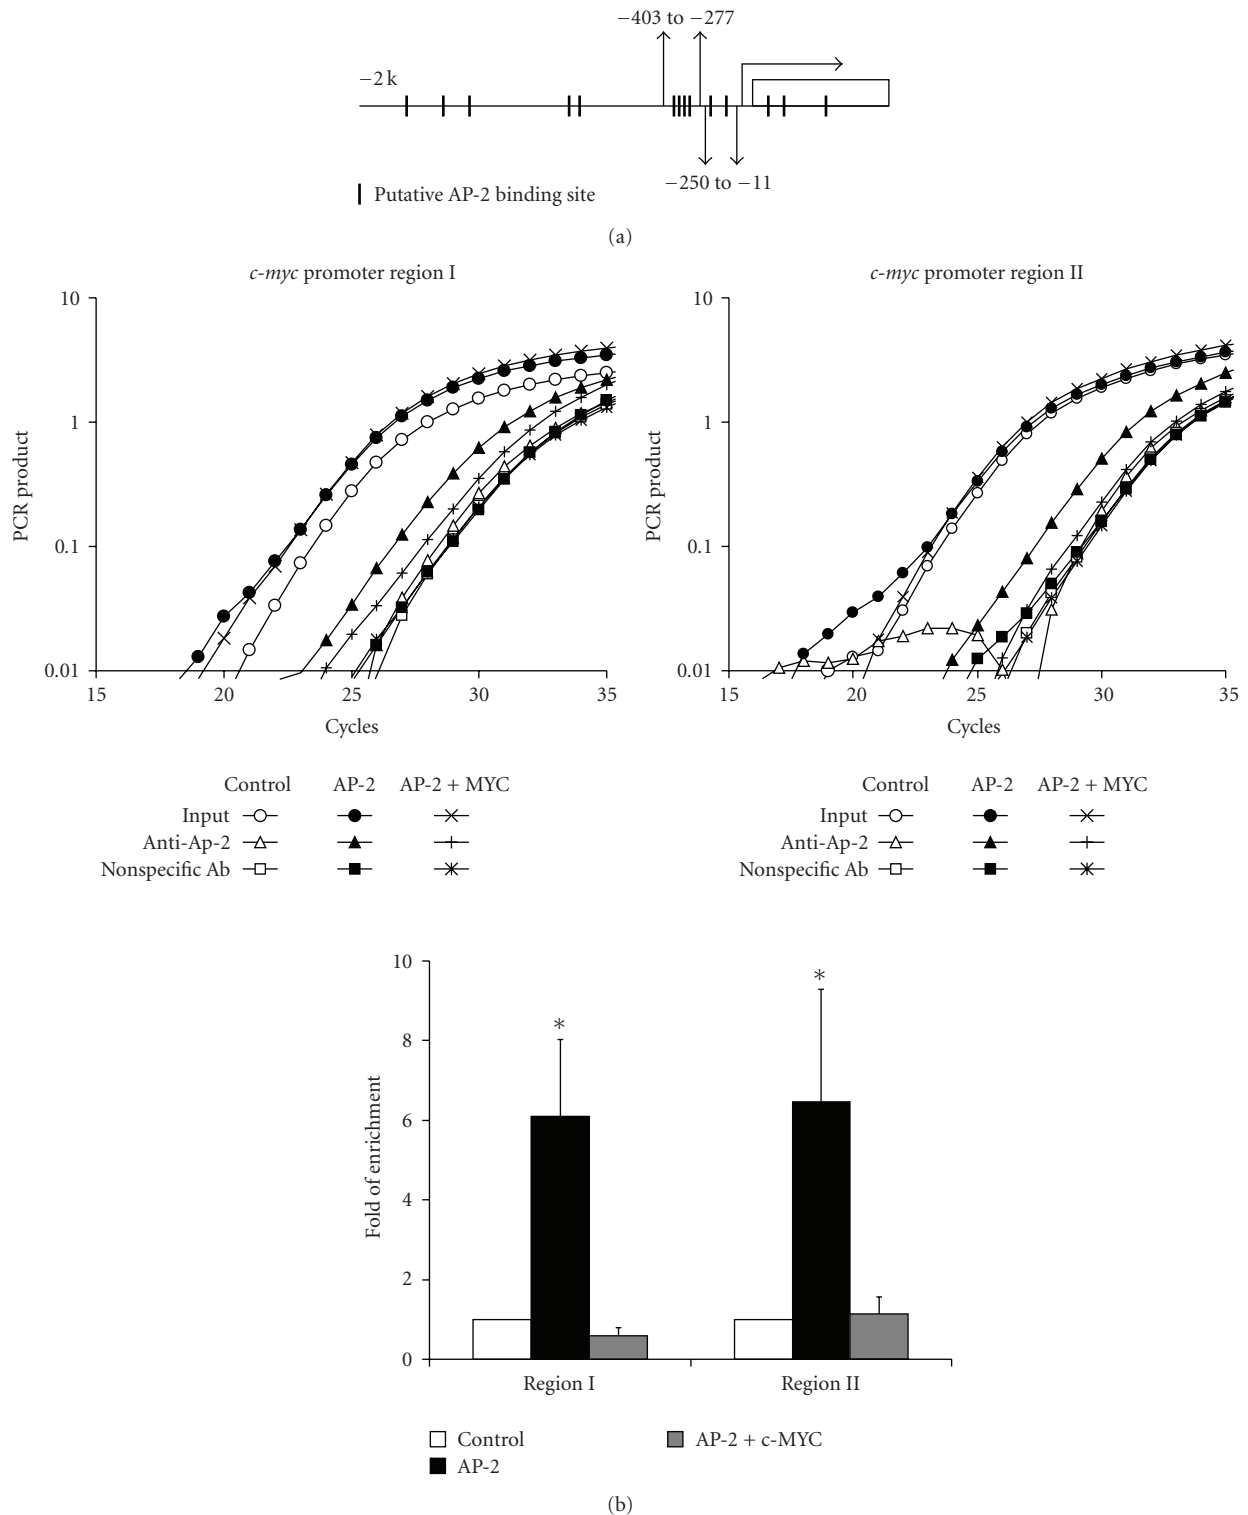 −403 to −277
−2 k
−250 to −11
Putative AP-2 binding site
(a)
c-myc promoter region I
10
1
0.1
0.01
PCR product
15 20 25 30 35
Cycles
Control AP-2 AP-2 + MYC
Input
Anti-Ap-2
Nonspecific Ab
c-myc promoter region II
10
1
0.1
0.01
PCR product
15 20 25 30 35
Cycles
Control AP-2 AP-2 + MYC
Input
Anti-Ap-2
Nonspecific Ab
10
8
6
4
2
0
Fold of enrichment
*
*
Region I Region II
Control
AP-2
AP-2 + c-MYC
(b)